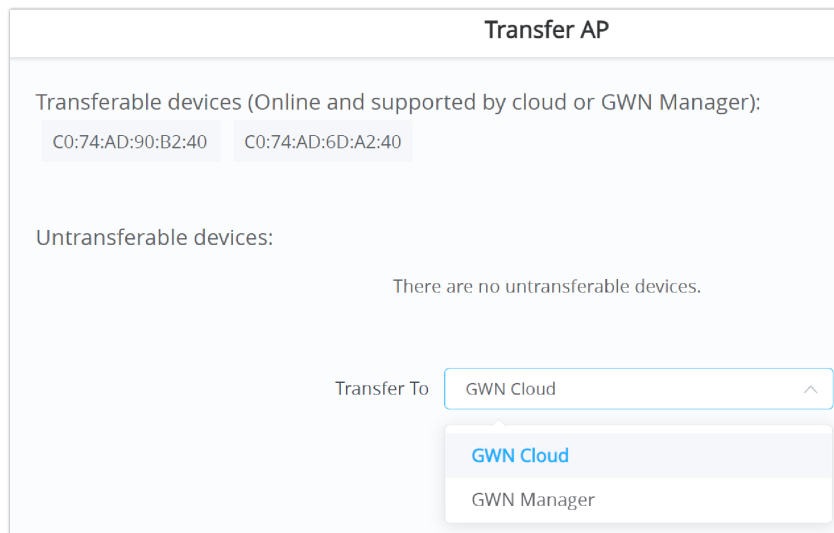 Transfer AP
Transferable devices (Online and supported by cloud or GWN Manager):
C0:74:AD:90:B2:40 C0:74:AD:6D:A2:40
Untransferable devices:
There are no untransferable devices.
Transfer To GWN Cloud
GWN Cloud
GWN Manager